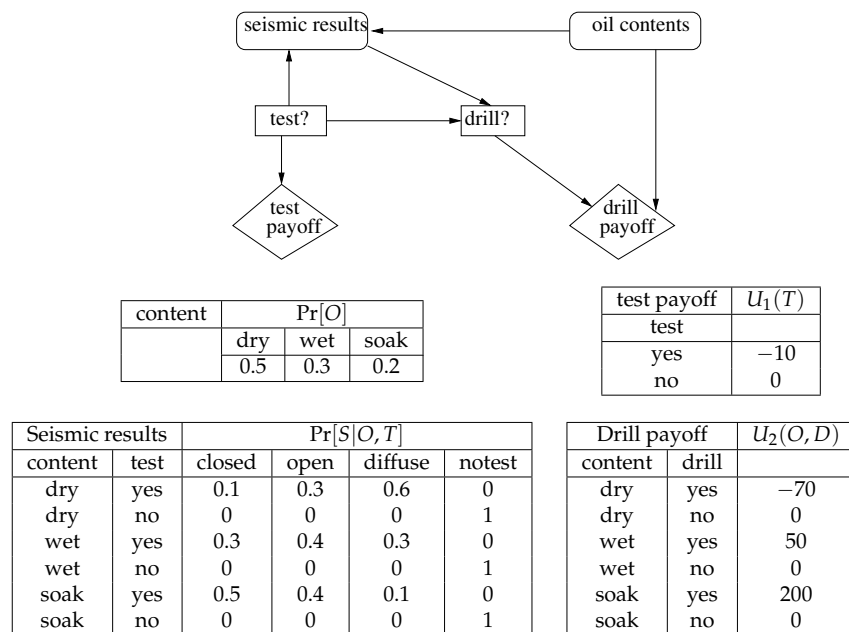 seismic results
oil contents
test?
drill?
test
payoff
drill
payoff
content Pr[O]
dry wet soak
0.5 0.3 0.2
test payoff U₁(T)
test
yes −10
no 0
Seismic results Pr[S|O, T]
content test closed open diffuse notest
dry yes 0.1 0.3 0.6 0
dry no 0 0 0 1
wet yes 0.3 0.4 0.3 0
wet no 0 0 0 1
soak yes 0.5 0.4 0.1 0
soak no 0 0 0 1
Drill payoff U₂(O, D)
content drill
dry yes −70
dry no 0
wet yes 50
wet no 0
soak yes 200
soak no 0